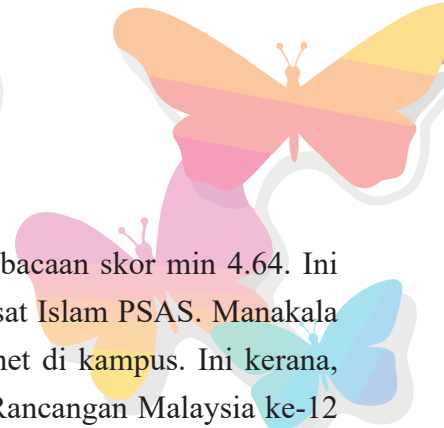 bacaan skor min 4.64. Ini
sat Islam PSAS. Manakala
net di kampus. Ini kerana,
Rancangan Malaysia ke-12